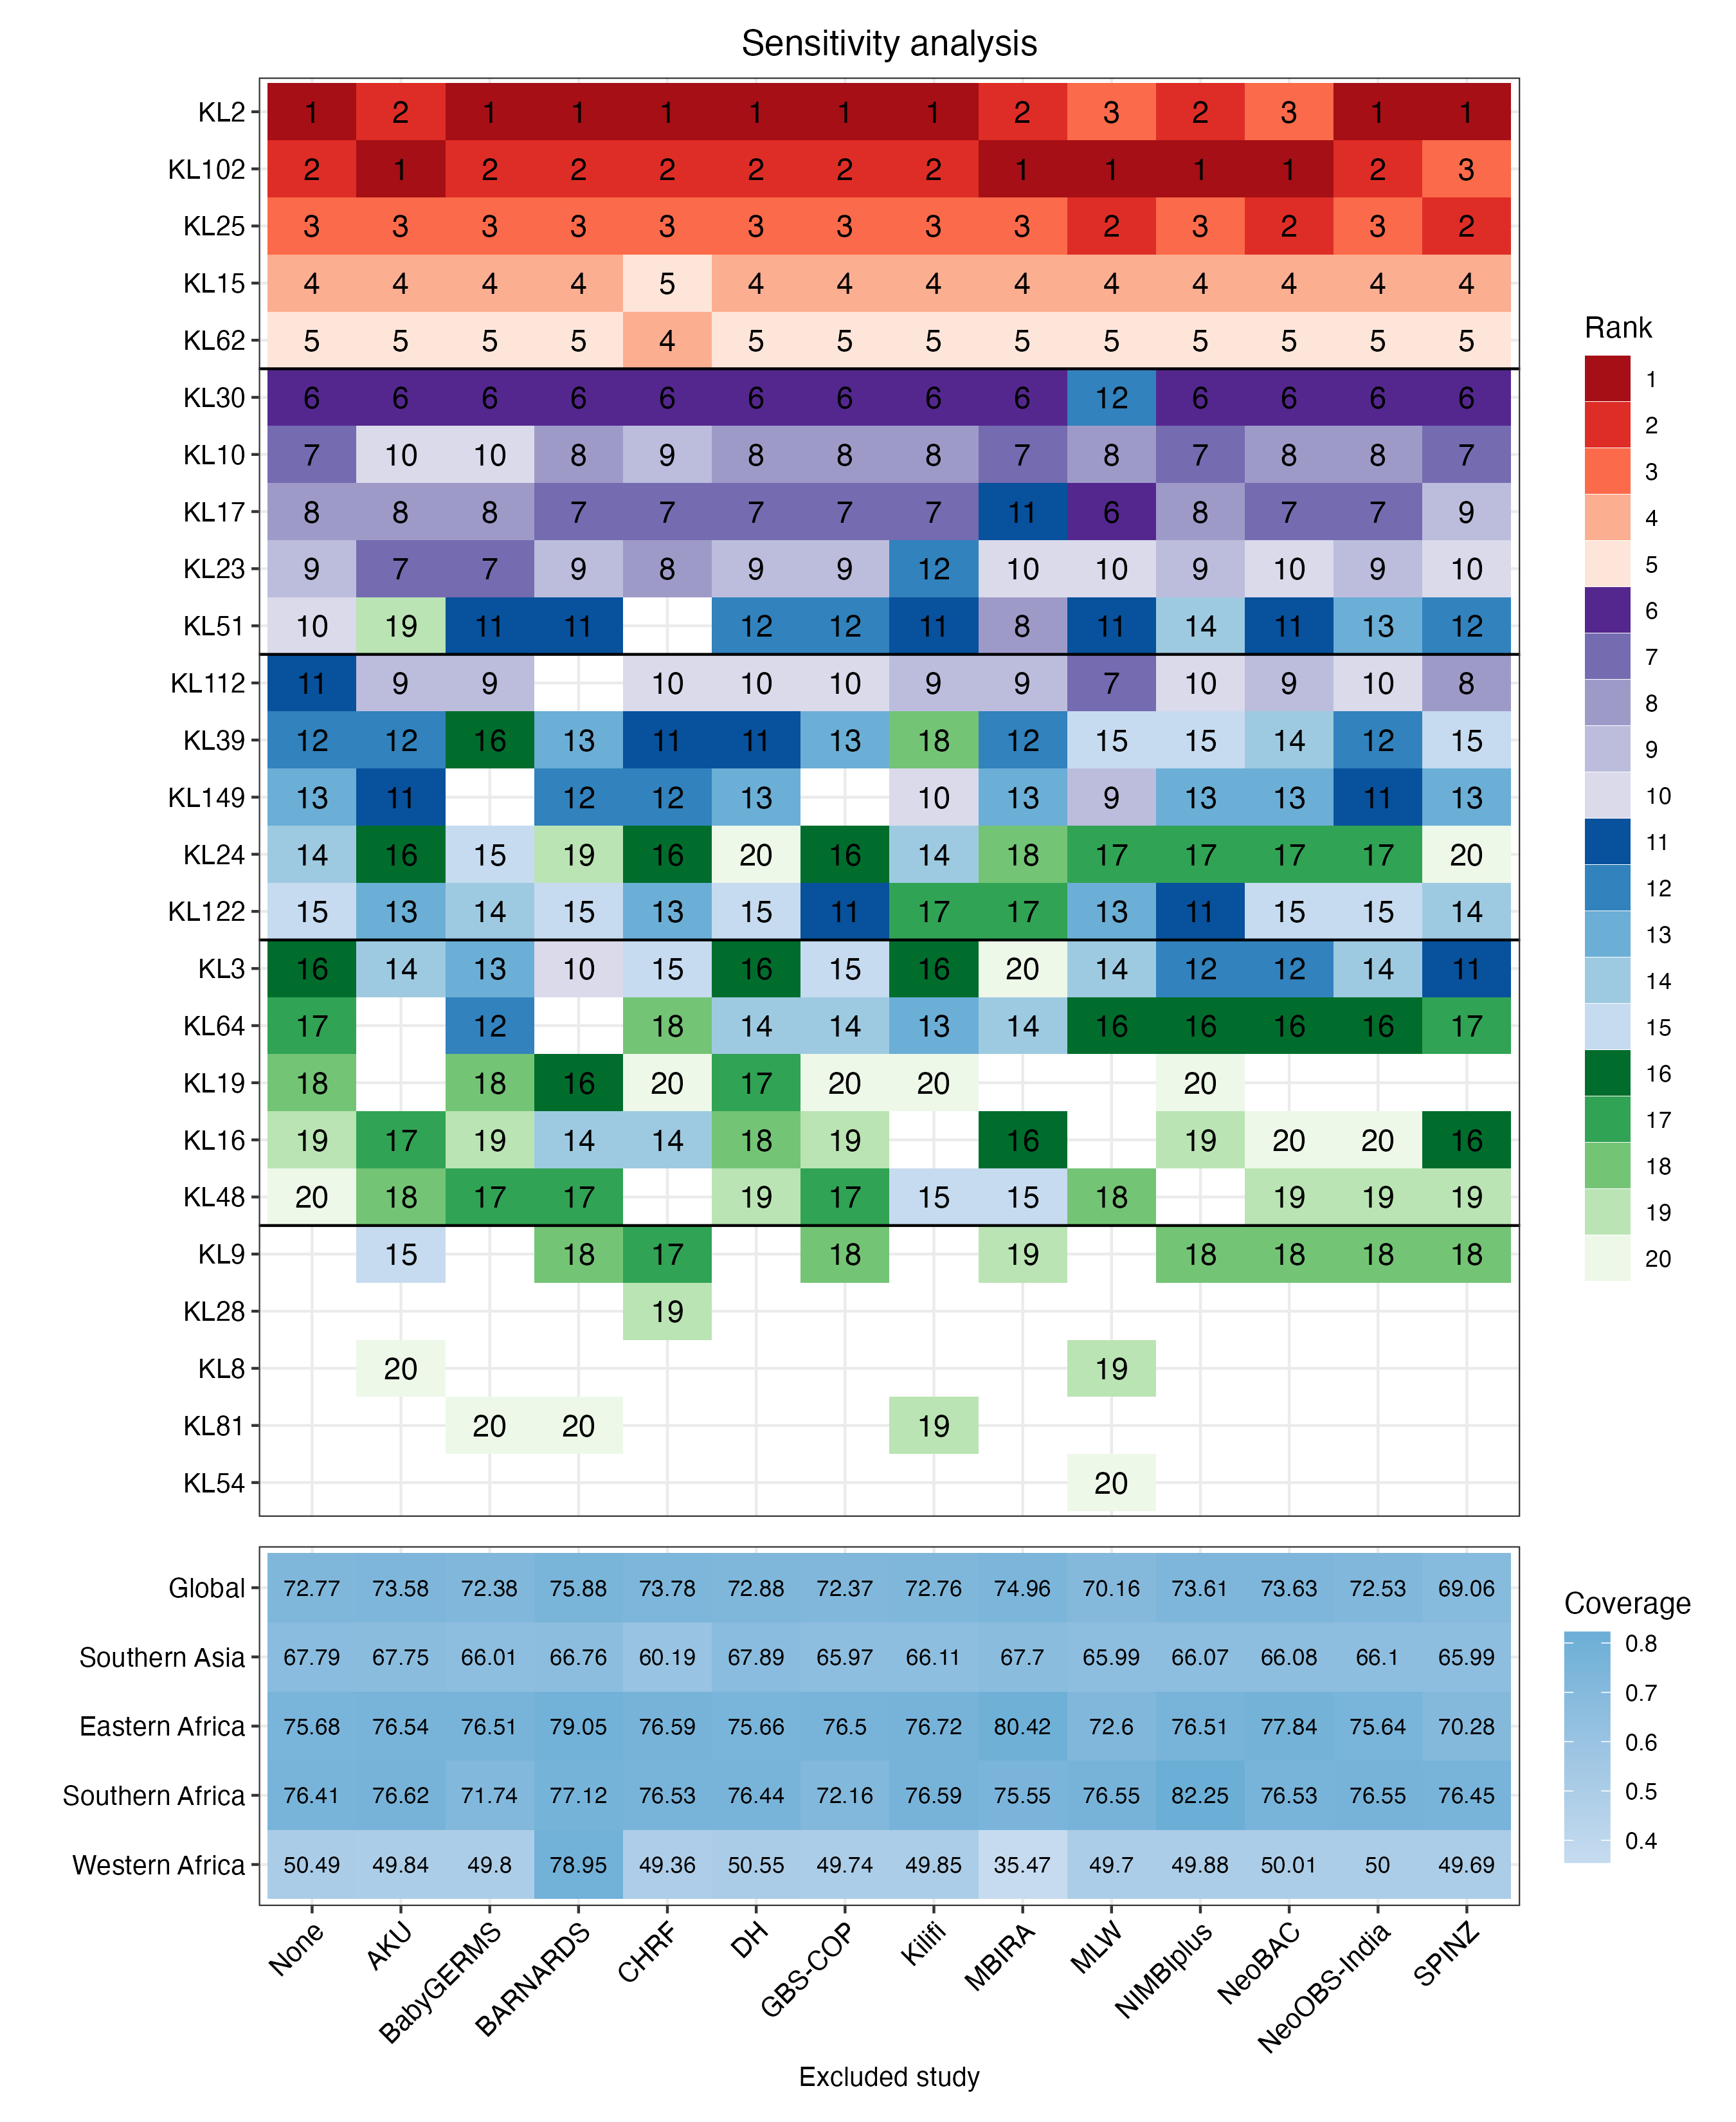 Sensitivity analysis
KL2 1 2 1 1 1 1 1 1 2 3 2 3 1 1
KL102 2 1 2 2 2 2 2 2 1 1 1 1 2 3
KL25 3 3 3 3 3 3 3 3 3 2 3 2 3 2
KL15 4 4 4 4 5 4 4 4 4 4 4 4 4 4
KL62 5 5 5 5 4 5 5 5 5 5 5 5 5 5
KL30 6 6 6 6 6 6 6 6 6 12 6 6 6 6
KL10 7 10 10 8 9 8 8 8 7 8 7 8 8 7
KL17 8 8 8 7 7 7 7 7 11 6 8 7 7 9
KL23 9 7 7 9 8 9 9 12 10 10 9 10 9 10
KL51 10 19 11 11 12 12 11 8 11 14 11 13 12
KL112 11 9 9 10 10 10 9 9 7 10 9 10 8
KL39 12 12 16 13 11 11 13 18 12 15 15 14 12 15
KL149 13 11 12 12 13 10 13 9 13 13 11 13
KL24 14 16 15 19 16 20 16 14 18 17 17 17 17 20
KL122 15 13 14 15 13 15 11 17 17 13 11 15 15 14
KL3 16 14 13 10 15 16 15 16 20 14 12 12 14 11
KL64 17 12 18 14 14 13 14 16 16 16 16 17
KL19 18 18 16 20 17 20 20 20
KL16 19 17 19 14 14 18 19 16 19 20 20 16
KL48 20 18 17 17 19 17 15 15 18 19 19 19
KL9 15 18 17 18 19 18 18 18 18
KL28 19
KL8 20 19
KL81 20 20 19
KL54 20
Rank
1
2
3
4
5
6
7
8
9
10
11
12
13
14
15
16
17
18
19
20
Global 72.77 73.58 72.38 75.88 73.78 72.88 72.37 72.76 74.96 70.16 73.61 73.63 72.53 69.06
Southern Asia 67.79 67.75 66.01 66.76 60.19 67.89 65.97 66.11 67.7 65.99 66.07 66.08 66.1 65.99
Eastern Africa 75.68 76.54 76.51 79.05 76.59 75.66 76.5 76.72 80.42 72.6 76.51 77.84 75.64 70.28
Southern Africa 76.41 76.62 71.74 77.12 76.53 76.44 72.16 76.59 75.55 76.55 82.25 76.53 76.55 76.45
Western Africa 50.49 49.84 49.8 78.95 49.36 50.55 49.74 49.85 35.47 49.7 49.88 50.01 50 49.69
Coverage
0.8
0.7
0.6
0.5
0.4
None AKU BabyGERMS BARNARDS CHRF DH GBS-COP Kilifi MBIRA MLW NIMBIplus NeoBAC NeoOBS-India SPINZ
Excluded study